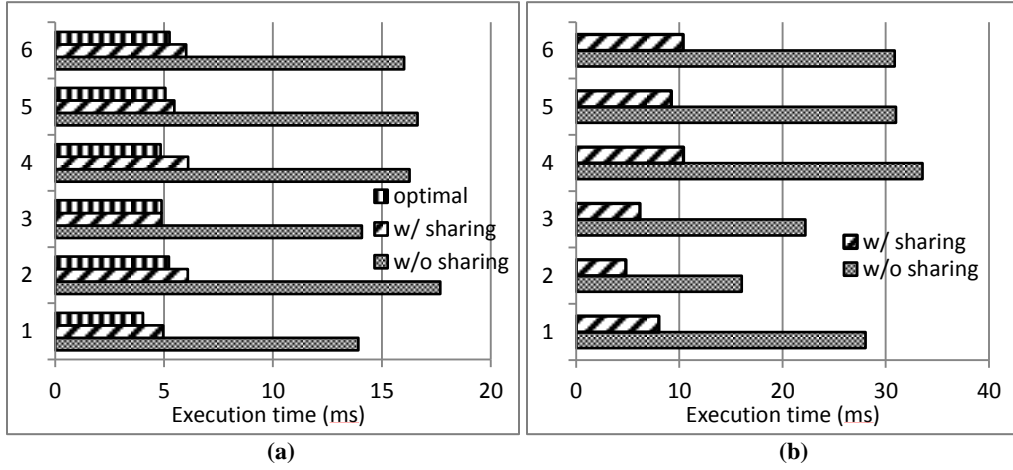 6
5
4
3
2
1
optimal
w/ sharing
w/o sharing
0 5 10 15 20
Execution time (ms)
(a)
6
5
4
3
2
1
w/ sharing
w/o sharing
0 10 20 30 40
Execution time (ms)
(b)